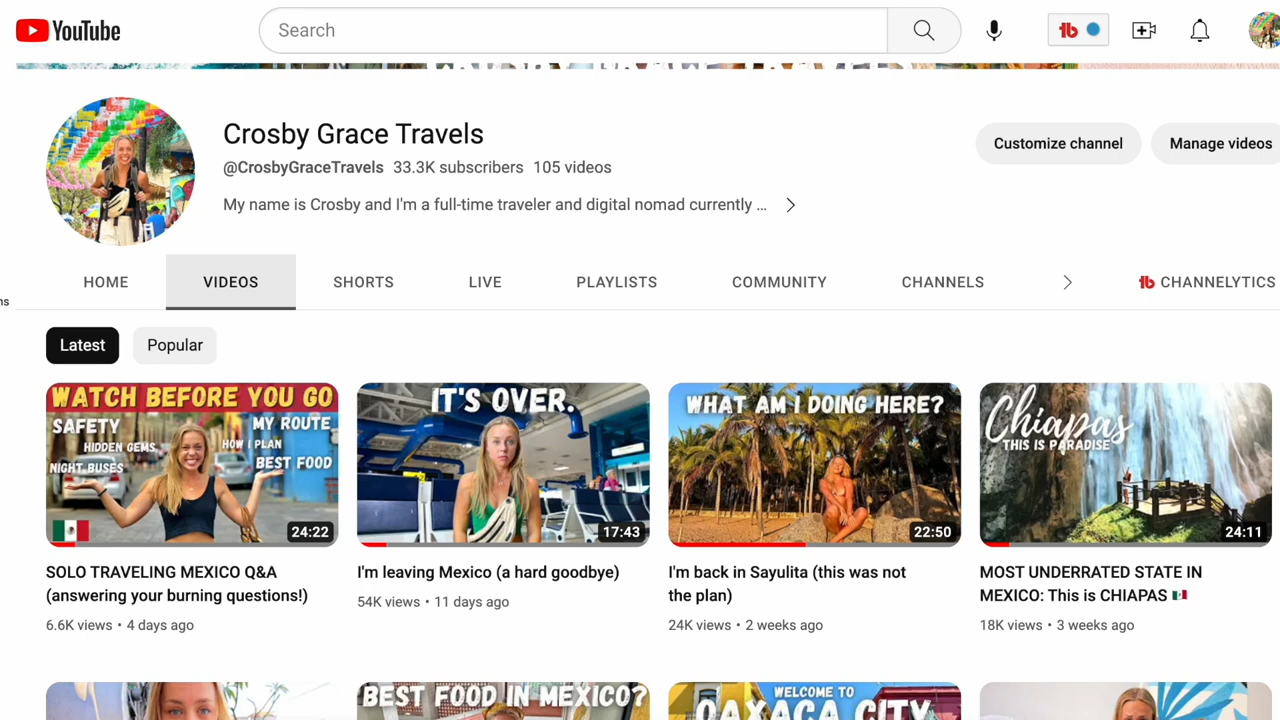 YouTube
Search
Crosby Grace Travels
@CrosbyGraceTravels 33.3K subscribers 105 videos
My name is Crosby and I'm a full-time traveler and digital nomad currently ...
Customize channel
Manage videos
ns
HOME
VIDEOS
SHORTS
LIVE
PLAYLISTS
COMMUNITY
CHANNELS
tb CHANNELYTICS
Latest
Popular
WATCH BEFORE YOU GO
SAFETY
MY ROUTE
HIDDEN GEMS
HOW I PLAN
NIGHT BUSES
BEST FOOD
24:22
SOLO TRAVELING MEXICO Q&A
(answering your burning questions!)
6.6K views • 4 days ago
IT'S OVER.
17:43
I'm leaving Mexico (a hard goodbye)
54K views • 11 days ago
WHAT AM I DOING HERE?
22:50
I'm back in Sayulita (this was not
the plan)
24K views • 2 weeks ago
Chiapas
THIS IS PARADISE
24:11
MOST UNDERRATED STATE IN
MEXICO: This is CHIAPAS 🇲🇽
18K views • 3 weeks ago
BEST FOOD IN MEXICO?
WELCOME TO
OAXACA CITY